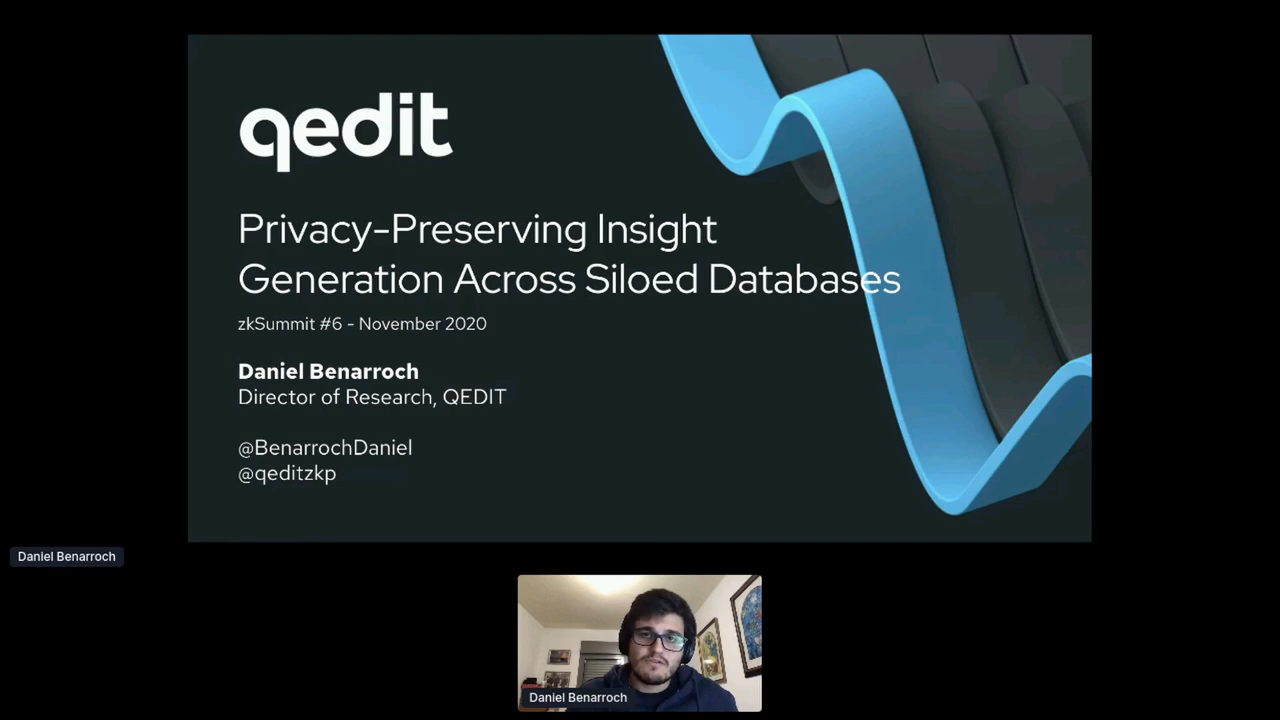 qedit
Privacy-Preserving Insight
Generation Across Siloed Databases
zkSummit #6 - November 2020
Daniel Benarroch
Director of Research, QEDIT
@BenarrochDaniel
@qeditzkp
Daniel Benarroch
Daniel Benarroch